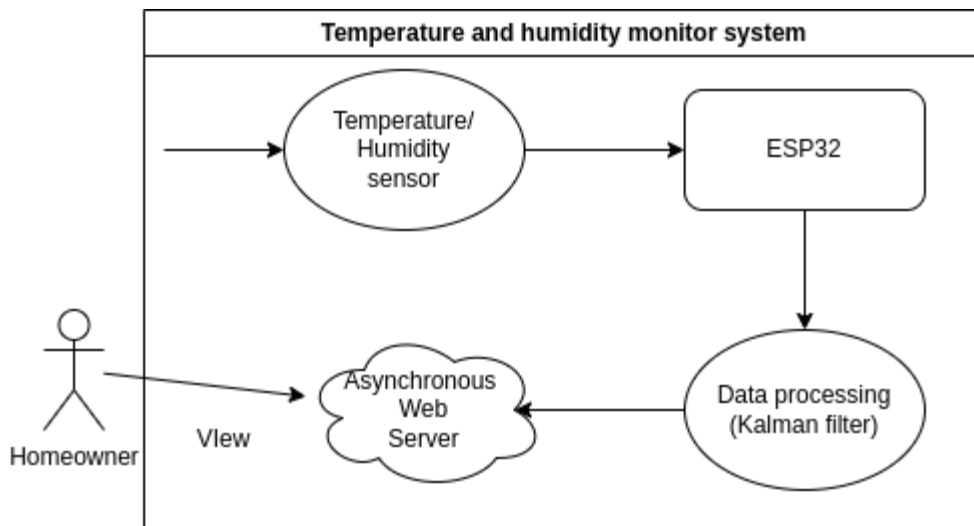 Temperature and humidity monitor system
Temperature/
Humidity
sensor
ESP32
Asynchronous
Web
Server
Data processing
(Kalman filter)
VIew
Homeowner